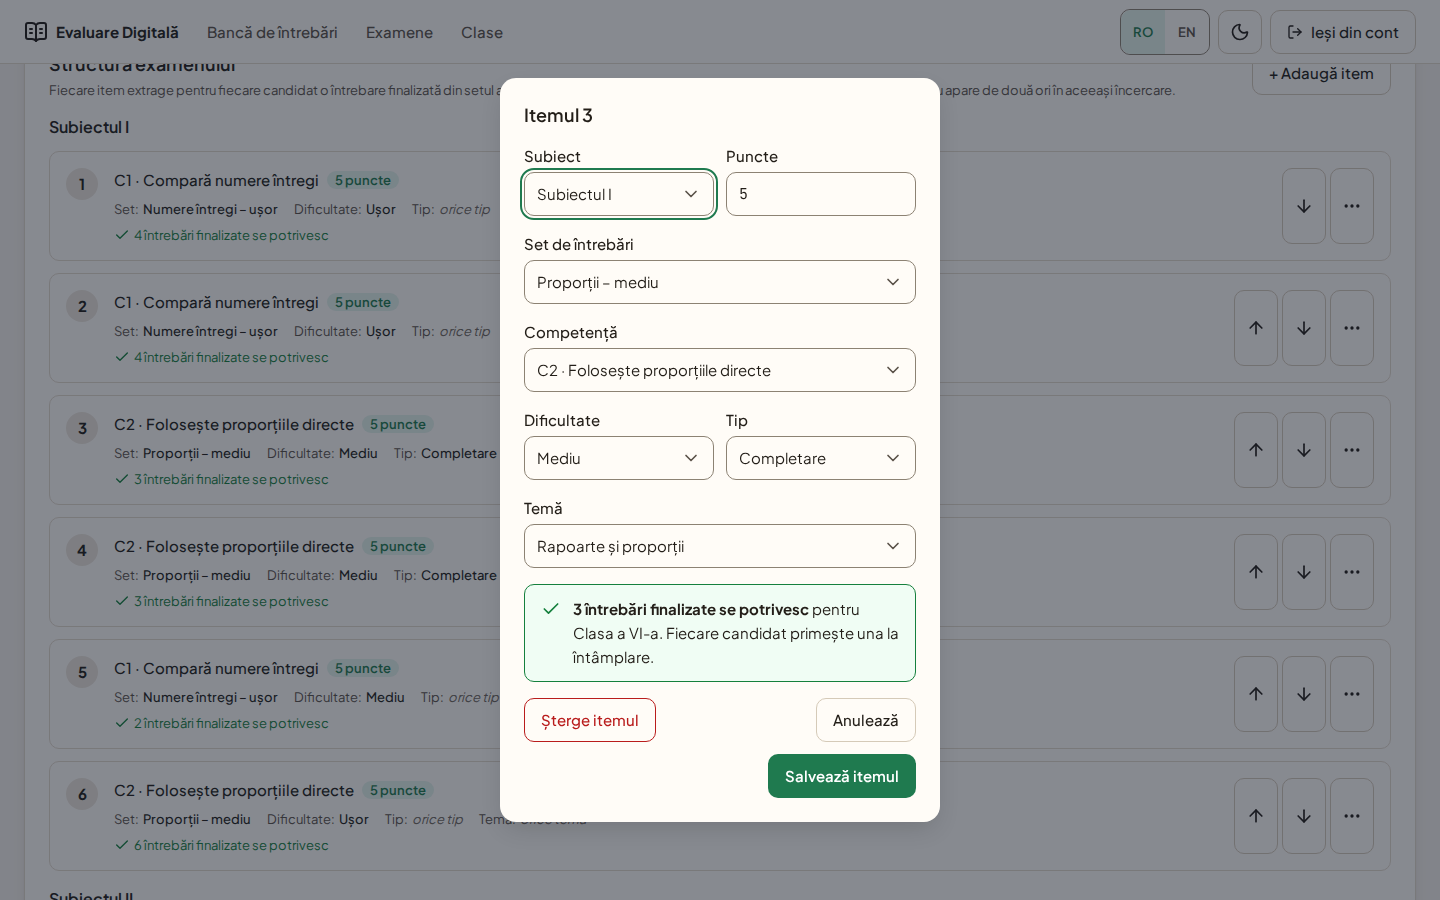 Evaluare Digitală
Bancă de întrebări
Examene
Clase
RO
EN
Ieși din cont
Structura examenului
+ Adaugă item
Fiecare item extrage pentru fiecare candidat o întrebare finalizată din setul
apare de două ori în aceeași încercare.
Subiectul I
1
C1 · Compară numere întregi
5 puncte
Set: Numere întregi – ușor
Dificultate: Ușor
Tip: orice tip
4 întrebări finalizate se potrivesc
2
C1 · Compară numere întregi
5 puncte
Set: Numere întregi – ușor
Dificultate: Ușor
Tip: orice tip
4 întrebări finalizate se potrivesc
3
C2 · Folosește proporțiile directe
5 puncte
Set: Proporții – mediu
Dificultate: Mediu
Tip: Completare
3 întrebări finalizate se potrivesc
4
C2 · Folosește proporțiile directe
5 puncte
Set: Proporții – mediu
Dificultate: Mediu
Tip: Completare
3 întrebări finalizate se potrivesc
5
C1 · Compară numere întregi
5 puncte
Set: Numere întregi – ușor
Dificultate: Mediu
Tip: orice tip
2 întrebări finalizate se potrivesc
6
C2 · Folosește proporțiile directe
5 puncte
Set: Proporții – mediu
Dificultate: Ușor
Tip: orice tip
Temă: orice temă
6 întrebări finalizate se potrivesc
Subiectul II
Itemul 3
Subiect
Puncte
Subiectul I
5
Set de întrebări
Proporții – mediu
Competență
C2 · Folosește proporțiile directe
Dificultate
Tip
Mediu
Completare
Temă
Rapoarte și proporții
3 întrebări finalizate se potrivesc pentru
Clasa a VI-a. Fiecare candidat primește una la
întâmplare.
Șterge itemul
Anulează
Salvează itemul